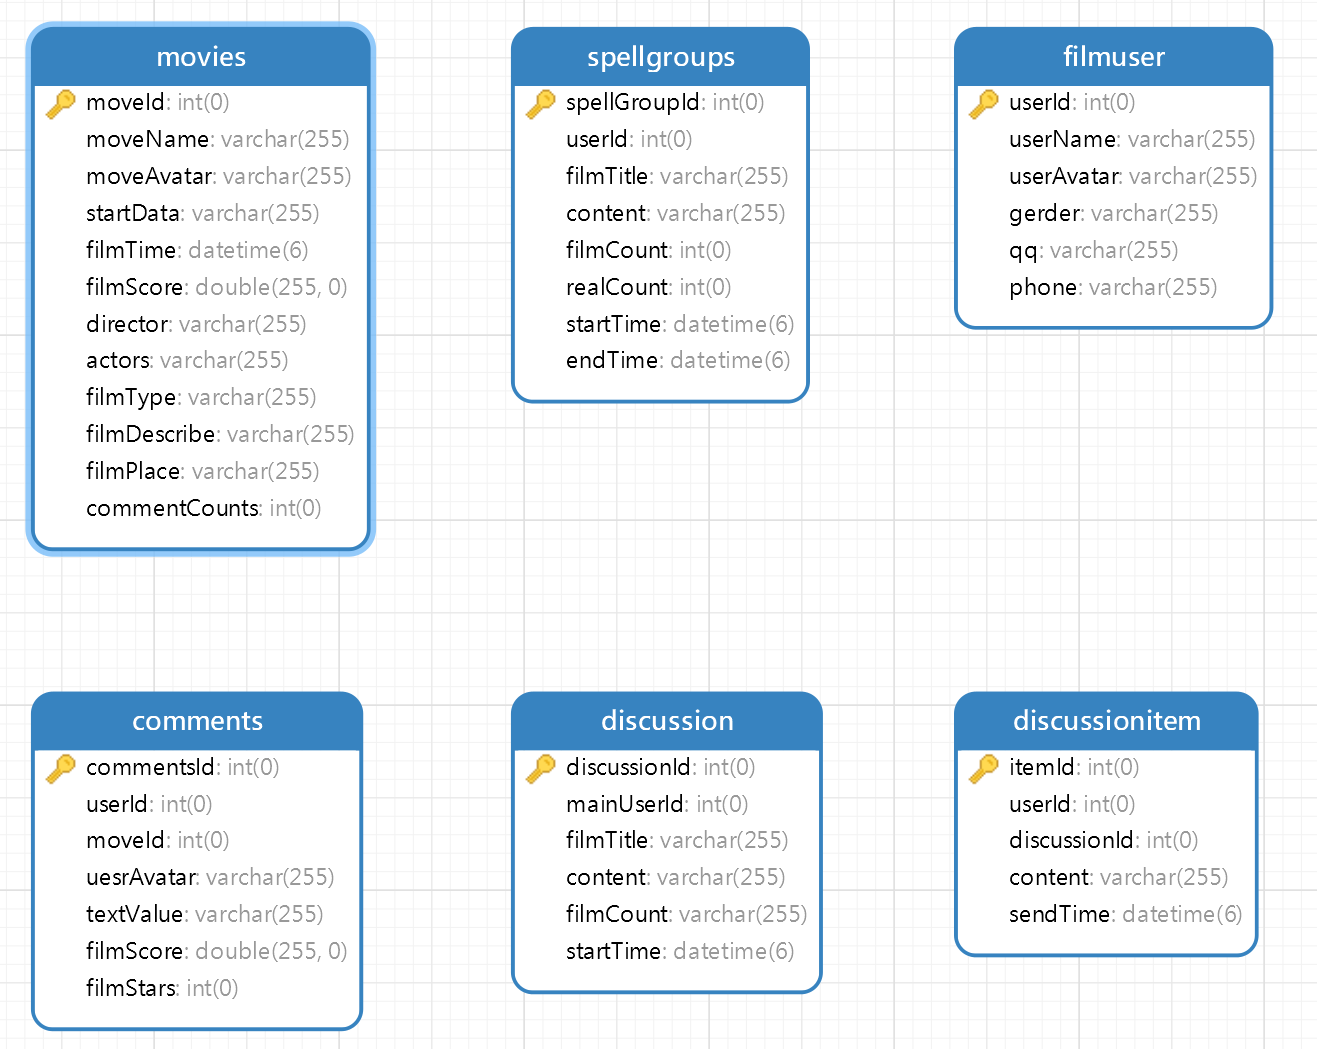 movies
moveId: int(0)
moveName: varchar(255)
moveAvatar: varchar(255)
startData: varchar(255)
filmTime: datetime(6)
filmScore: double(255, 0)
director: varchar(255)
actors: varchar(255)
filmType: varchar(255)
filmDescribe: varchar(255)
filmPlace: varchar(255)
commentCounts: int(0)
spellgroups
spellGroupId: int(0)
userId: int(0)
filmTitle: varchar(255)
content: varchar(255)
filmCount: int(0)
realCount: int(0)
startTime: datetime(6)
endTime: datetime(6)
filmuser
userId: int(0)
userName: varchar(255)
userAvatar: varchar(255)
gerder: varchar(255)
qq: varchar(255)
phone: varchar(255)
comments
commentsId: int(0)
userId: int(0)
moveId: int(0)
uesrAvatar: varchar(255)
textValue: varchar(255)
filmScore: double(255, 0)
filmStars: int(0)
discussion
discussionId: int(0)
mainUserId: int(0)
filmTitle: varchar(255)
content: varchar(255)
filmCount: varchar(255)
startTime: datetime(6)
discussionitem
itemId: int(0)
userId: int(0)
discussionId: int(0)
content: varchar(255)
sendTime: datetime(6)